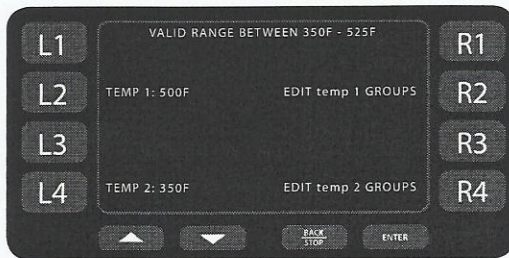 L1 VALID RANGE BETWEEN 350F - 525F R1
L2 TEMP 1: 500F EDIT temp 1 GROUPS R2
L3 R3
L4 TEMP 2: 350F EDIT temp 2 GROUPS R4
BACK
STOP
ENTER